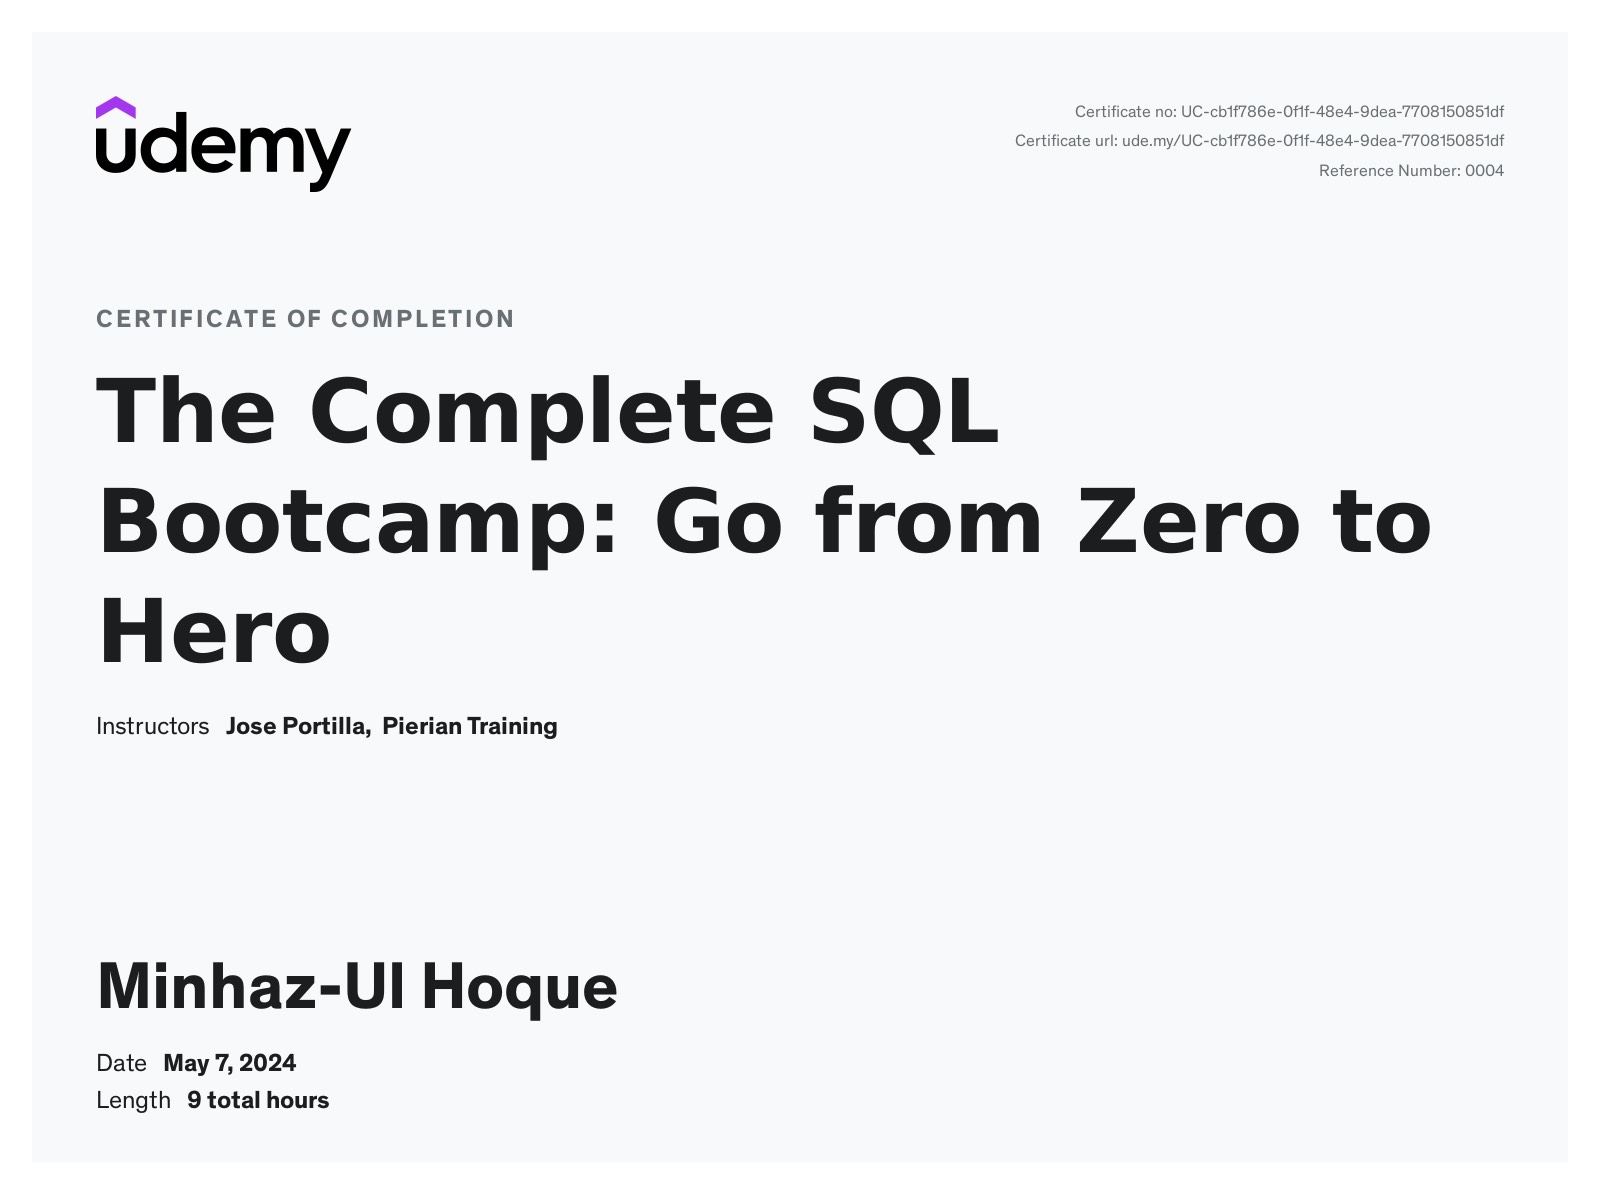 udemy
Certificate no: UC-cb1f786e-0f1f-48e4-9dea-7708150851df
Certificate url: ude.my/UC-cb1f786e-0f1f-48e4-9dea-7708150851df
Reference Number: 0004
CERTIFICATE OF COMPLETION
The Complete SQL
Bootcamp: Go from Zero to
Hero
Instructors Jose Portilla, Pierian Training
Minhaz-Ul Hoque
Date May 7, 2024
Length 9 total hours